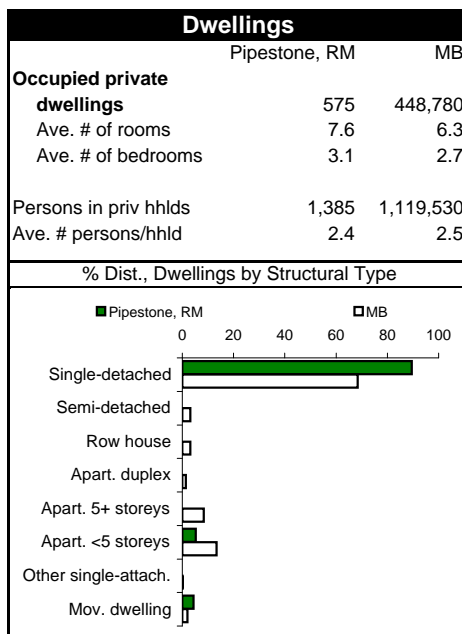 Dwellings
Pipestone, RM MB
Occupied private
dwellings 575 448,780
Ave. # of rooms 7.6 6.3
Ave. # of bedrooms 3.1 2.7
Persons in priv hhlds 1,385 1,119,530
Ave. # persons/hhld 2.4 2.5
% Dist., Dwellings by Structural Type
Pipestone, RM MB
0 20 40 60 80 100
Single-detached
Semi-detached
Row house
Apart. duplex
Apart. 5+ storeys
Apart. <5 storeys
Other single-attach.
Mov. dwelling